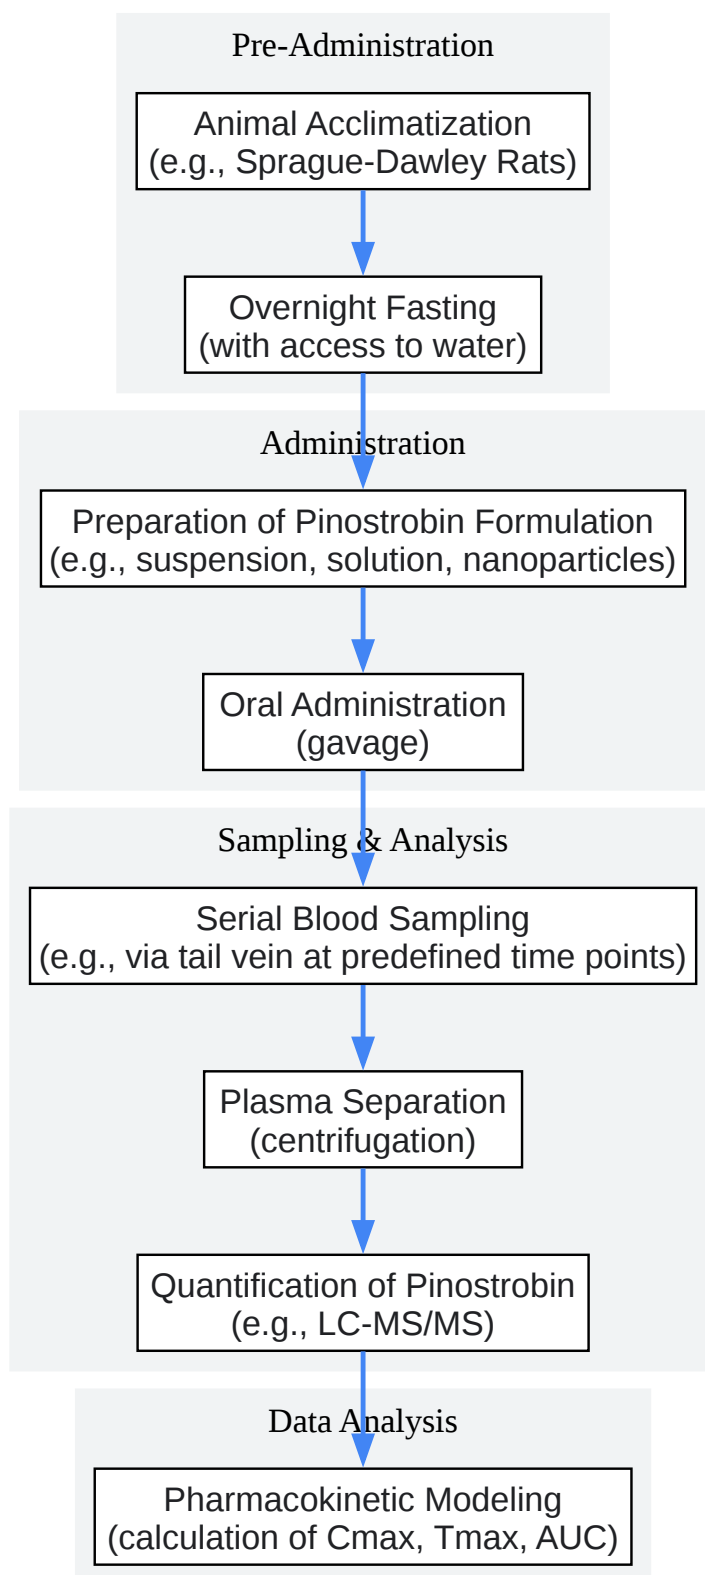 Pre-Administration
Animal Acclimatization
(e.g., Sprague-Dawley Rats)
Overnight Fasting
(with access to water)
Administration
Preparation of Pinostrobin Formulation
(e.g., suspension, solution, nanoparticles)
Oral Administration
(gavage)
Sampling & Analysis
Serial Blood Sampling
(e.g., via tail vein at predefined time points)
Plasma Separation
(centrifugation)
Quantification of Pinostrobin
(e.g., LC-MS/MS)
Data Analysis
Pharmacokinetic Modeling
(calculation of Cmax, Tmax, AUC)